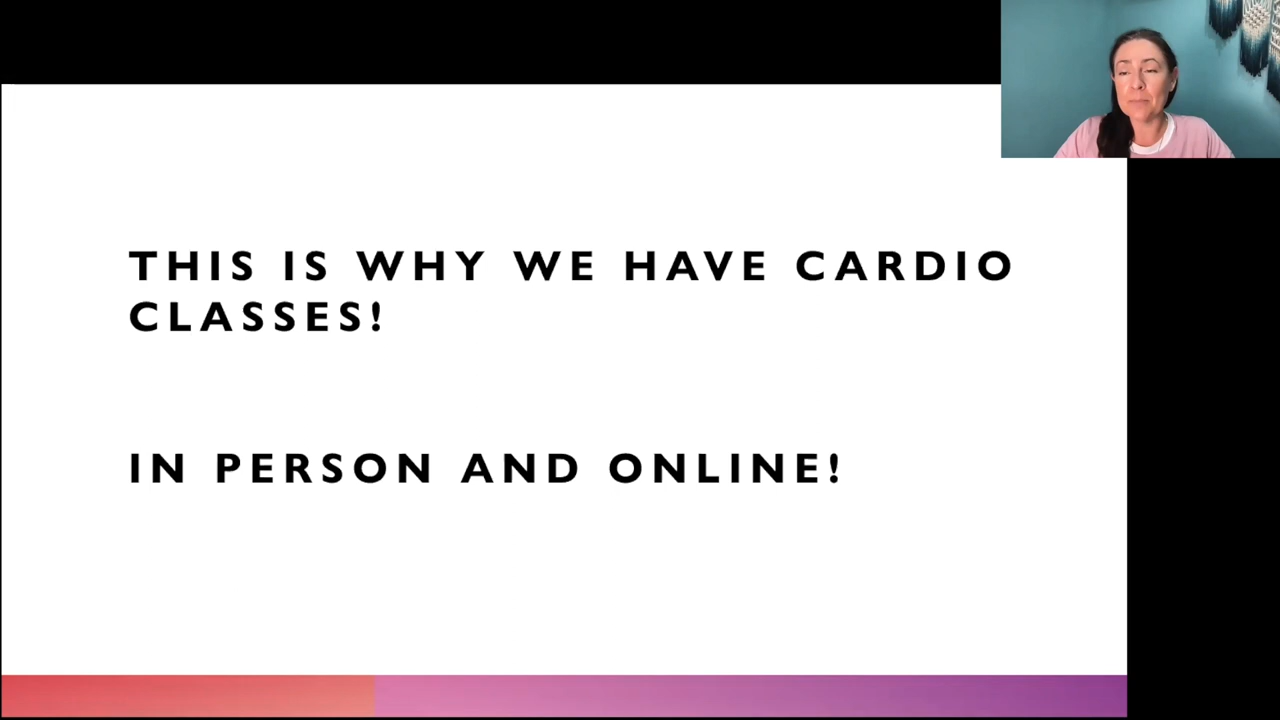 THIS IS WHY WE HAVE CARDIO
CLASSES!
IN PERSON AND ONLINE!